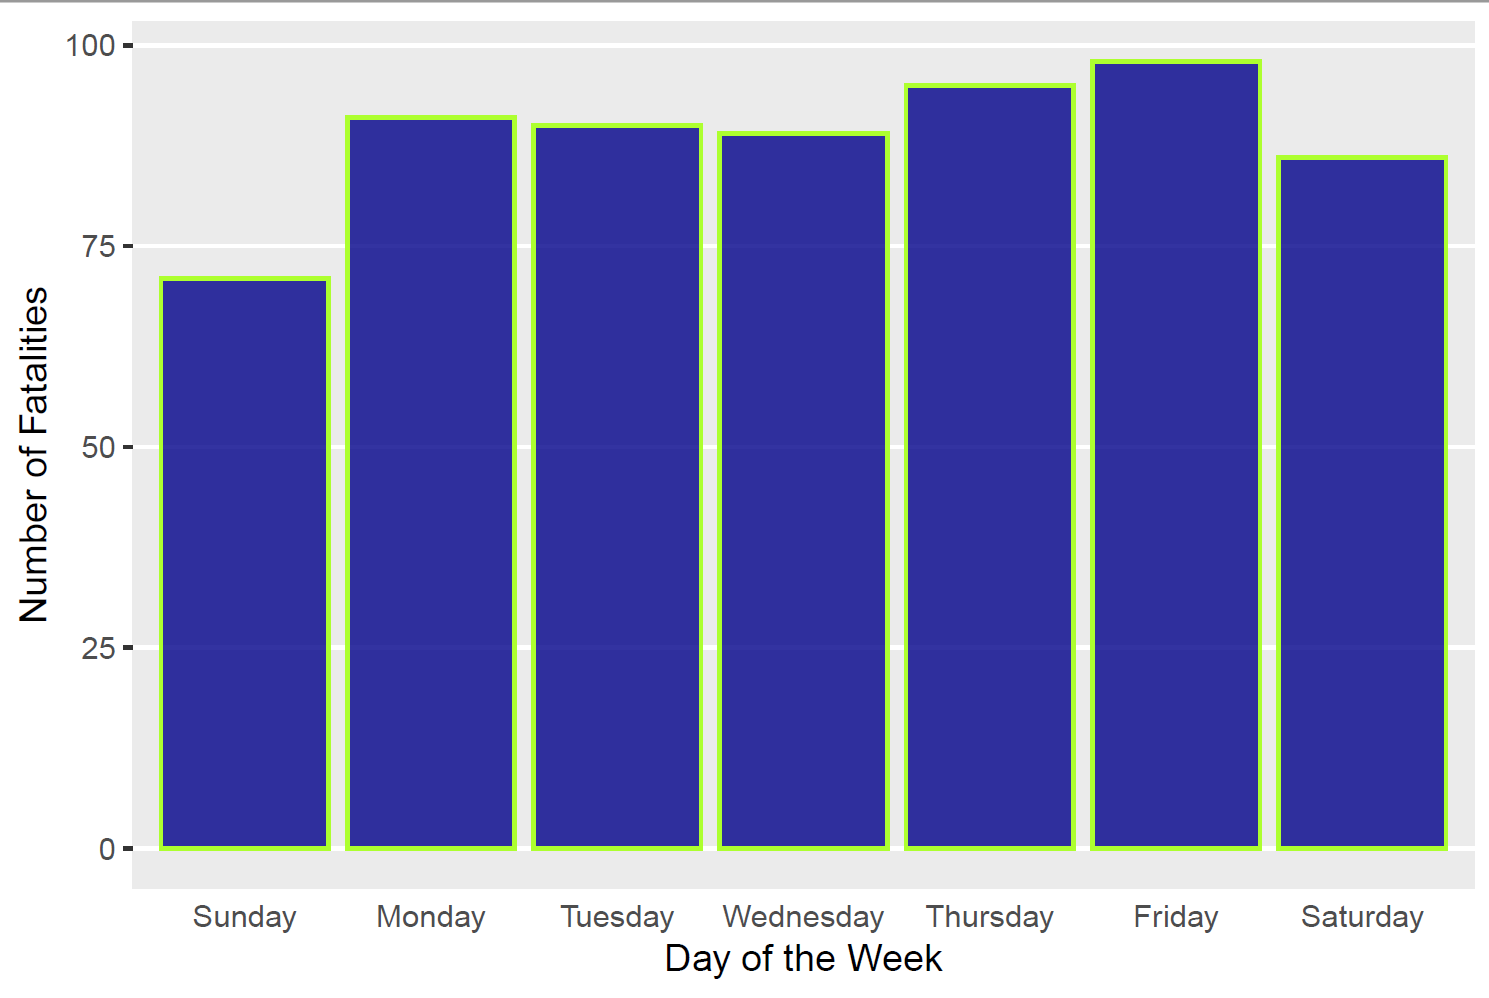 100
75
50
25
0
Number of Fatalities
Sunday Monday Tuesday Wednesday Thursday Friday Saturday
Day of the Week